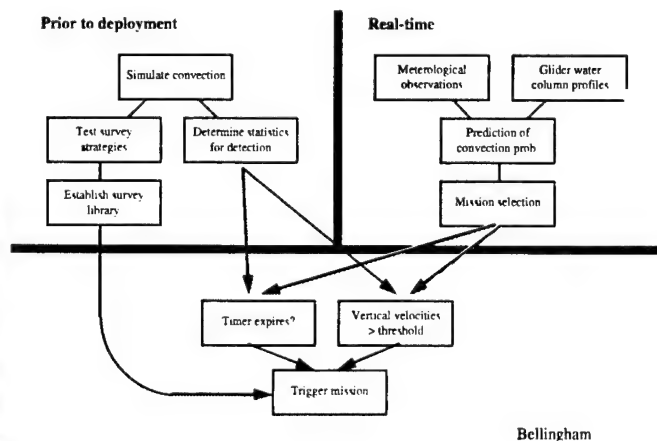 Prior to deployment
Real-time
Simulate convection
Test survey
strategies
Determine statistics
for detection
Establish survey
library
Meterological
observations
Glider water
column profiles
Prediction of
convection prob
Mission selection
Timer expires?
Vertical velocities
> threshold
Trigger mission
Bellingham